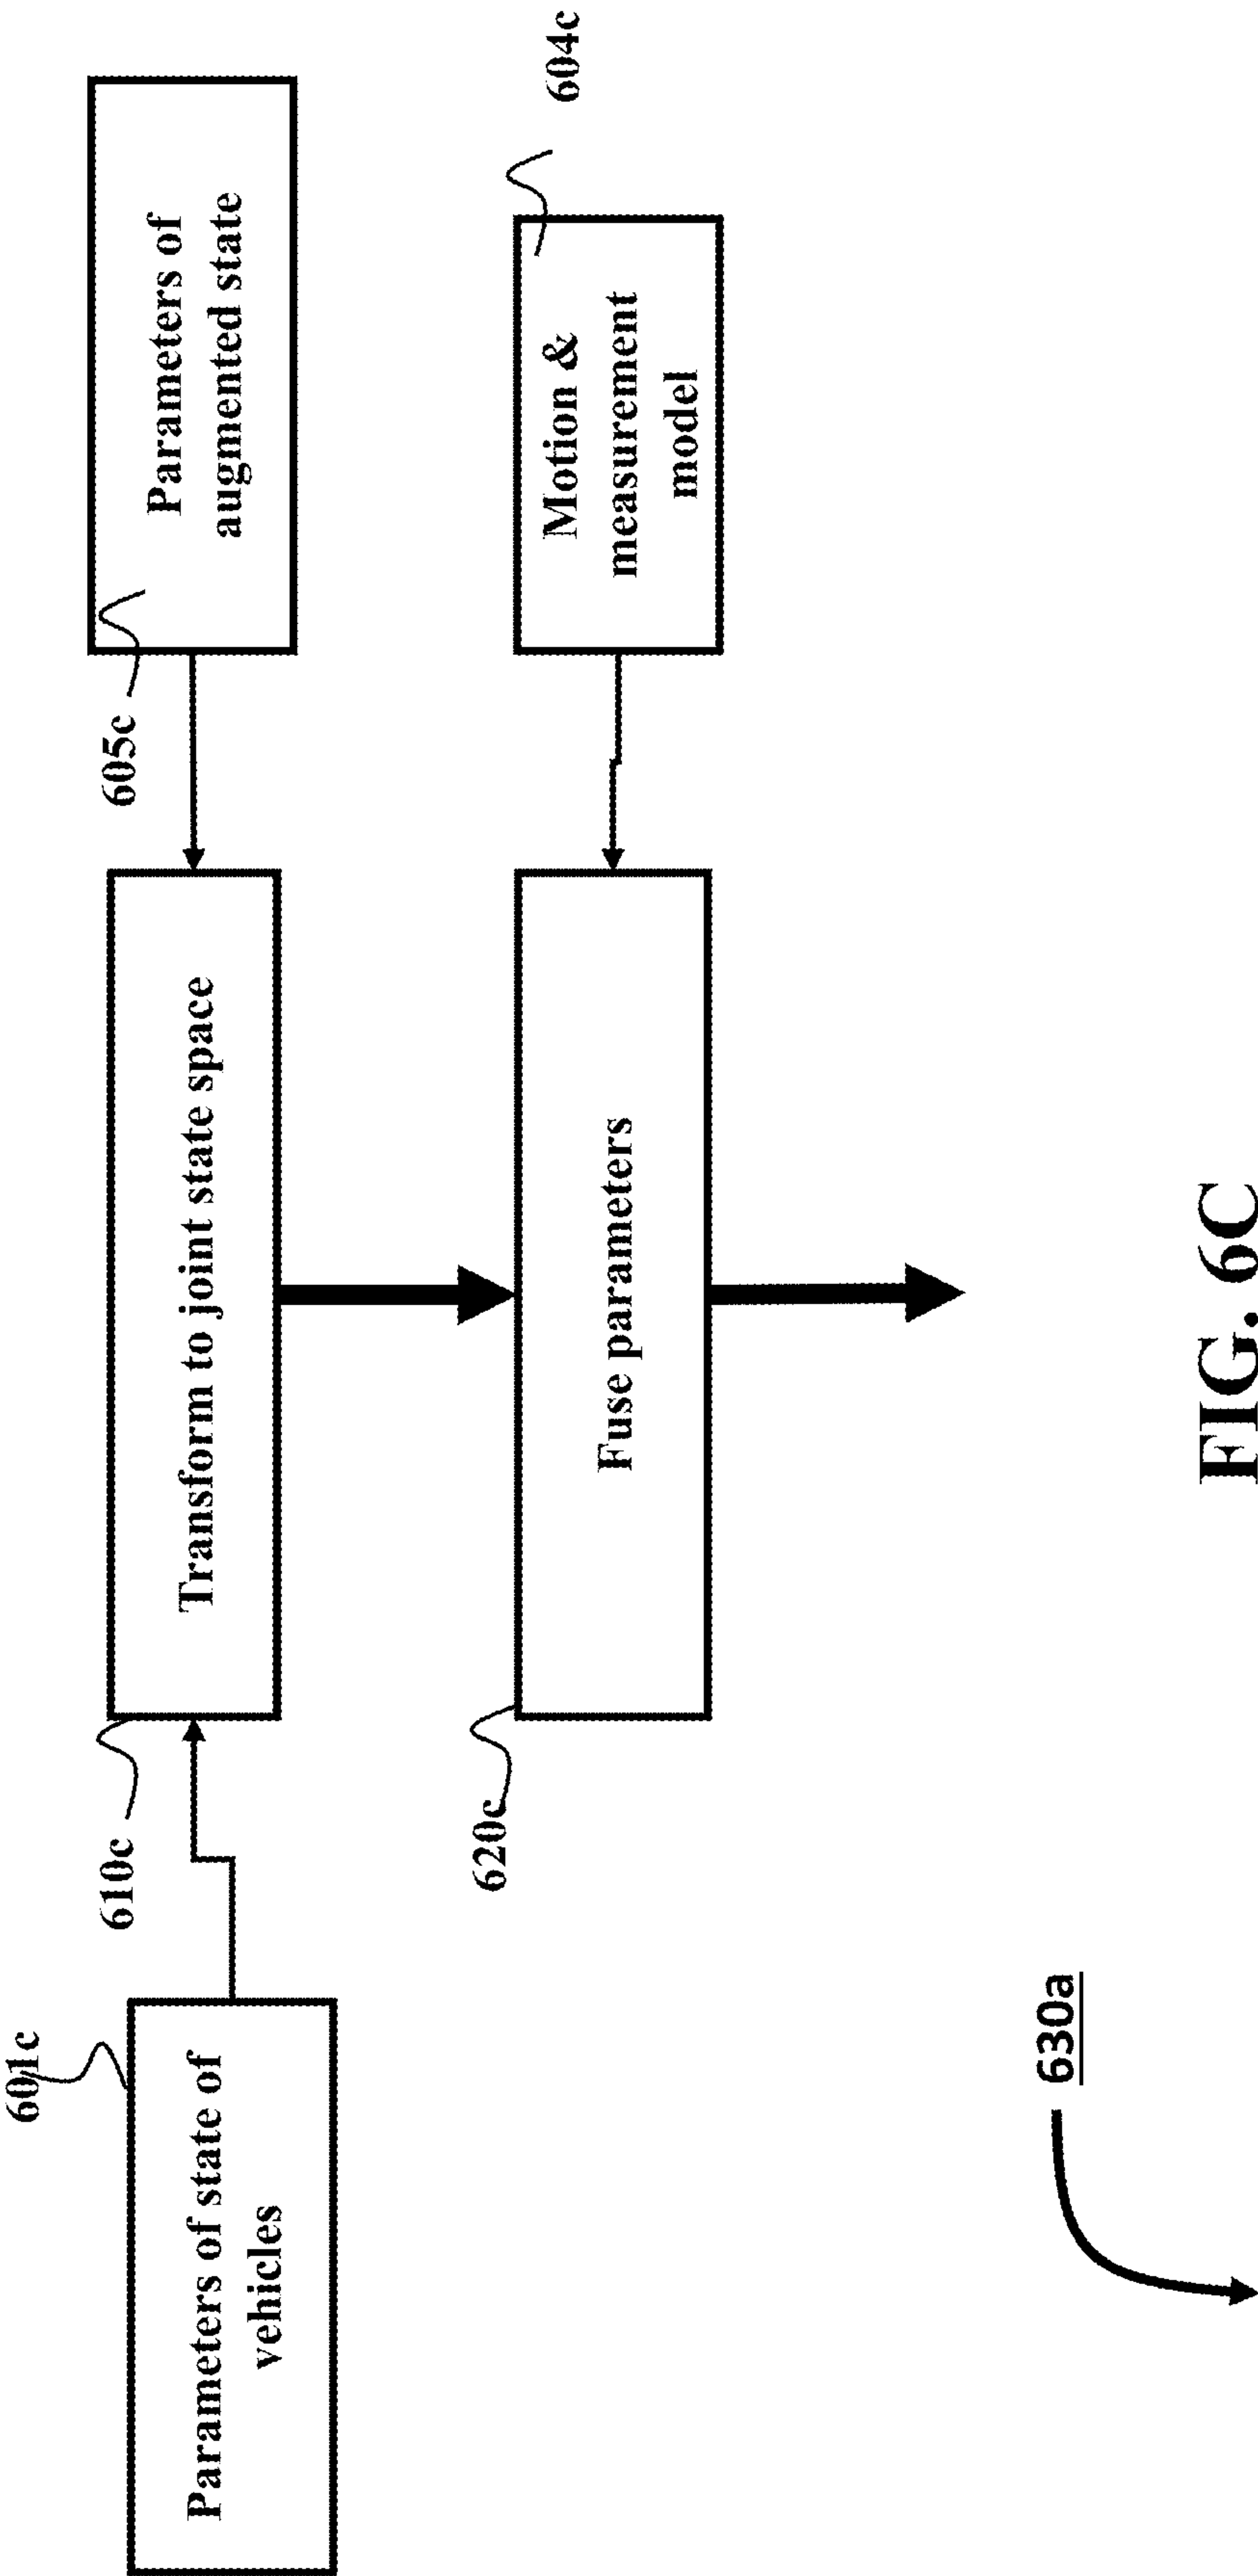 601c
Parameters of state of
vehicles
610c
Transform to joint state space
605c
Parameters of
augmented state
620c
Fuse parameters
604c
Motion &
measurement
model
630a
FIG. 6C